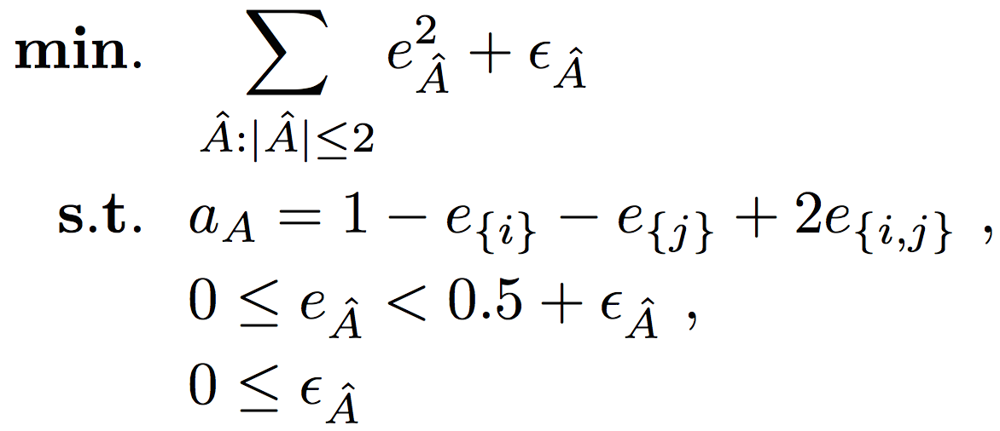 min. ∑_{Â:|Â|≤2} e²_Â + ϵ_Â
s.t. a_A = 1 − e_{\{i\}} − e_{\{j\}} + 2e_{\{i,j\}} ,
0 ≤ e_Â < 0.5 + ϵ_Â ,
0 ≤ ϵ_Â